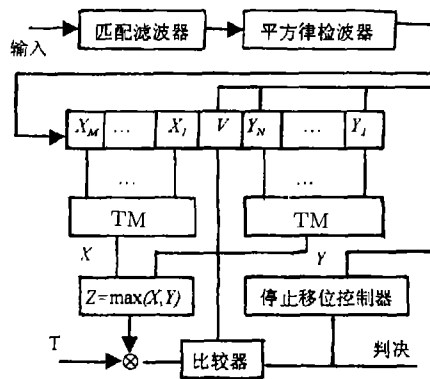 匹配滤波器
平方律检波器
输入
X_M ... X_1 V Y_N ... Y_1
... ...
TM TM
X Y
Z=max(X,Y) 停止移位控制器
T ⊗ 比较器 判决